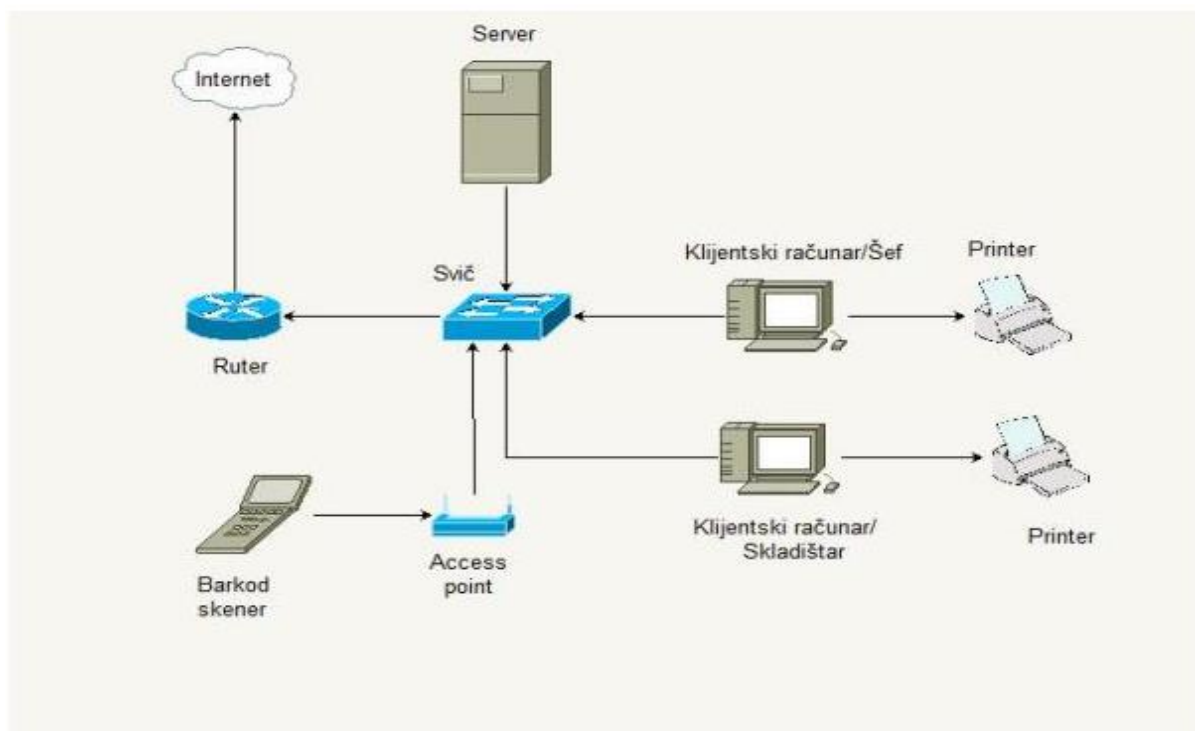 Server
Internet
Klijentski računar/Šef
Printer
Svič
Ruter
Klijentski računar/
Skladištar
Printer
Access
point
Barkod
skener